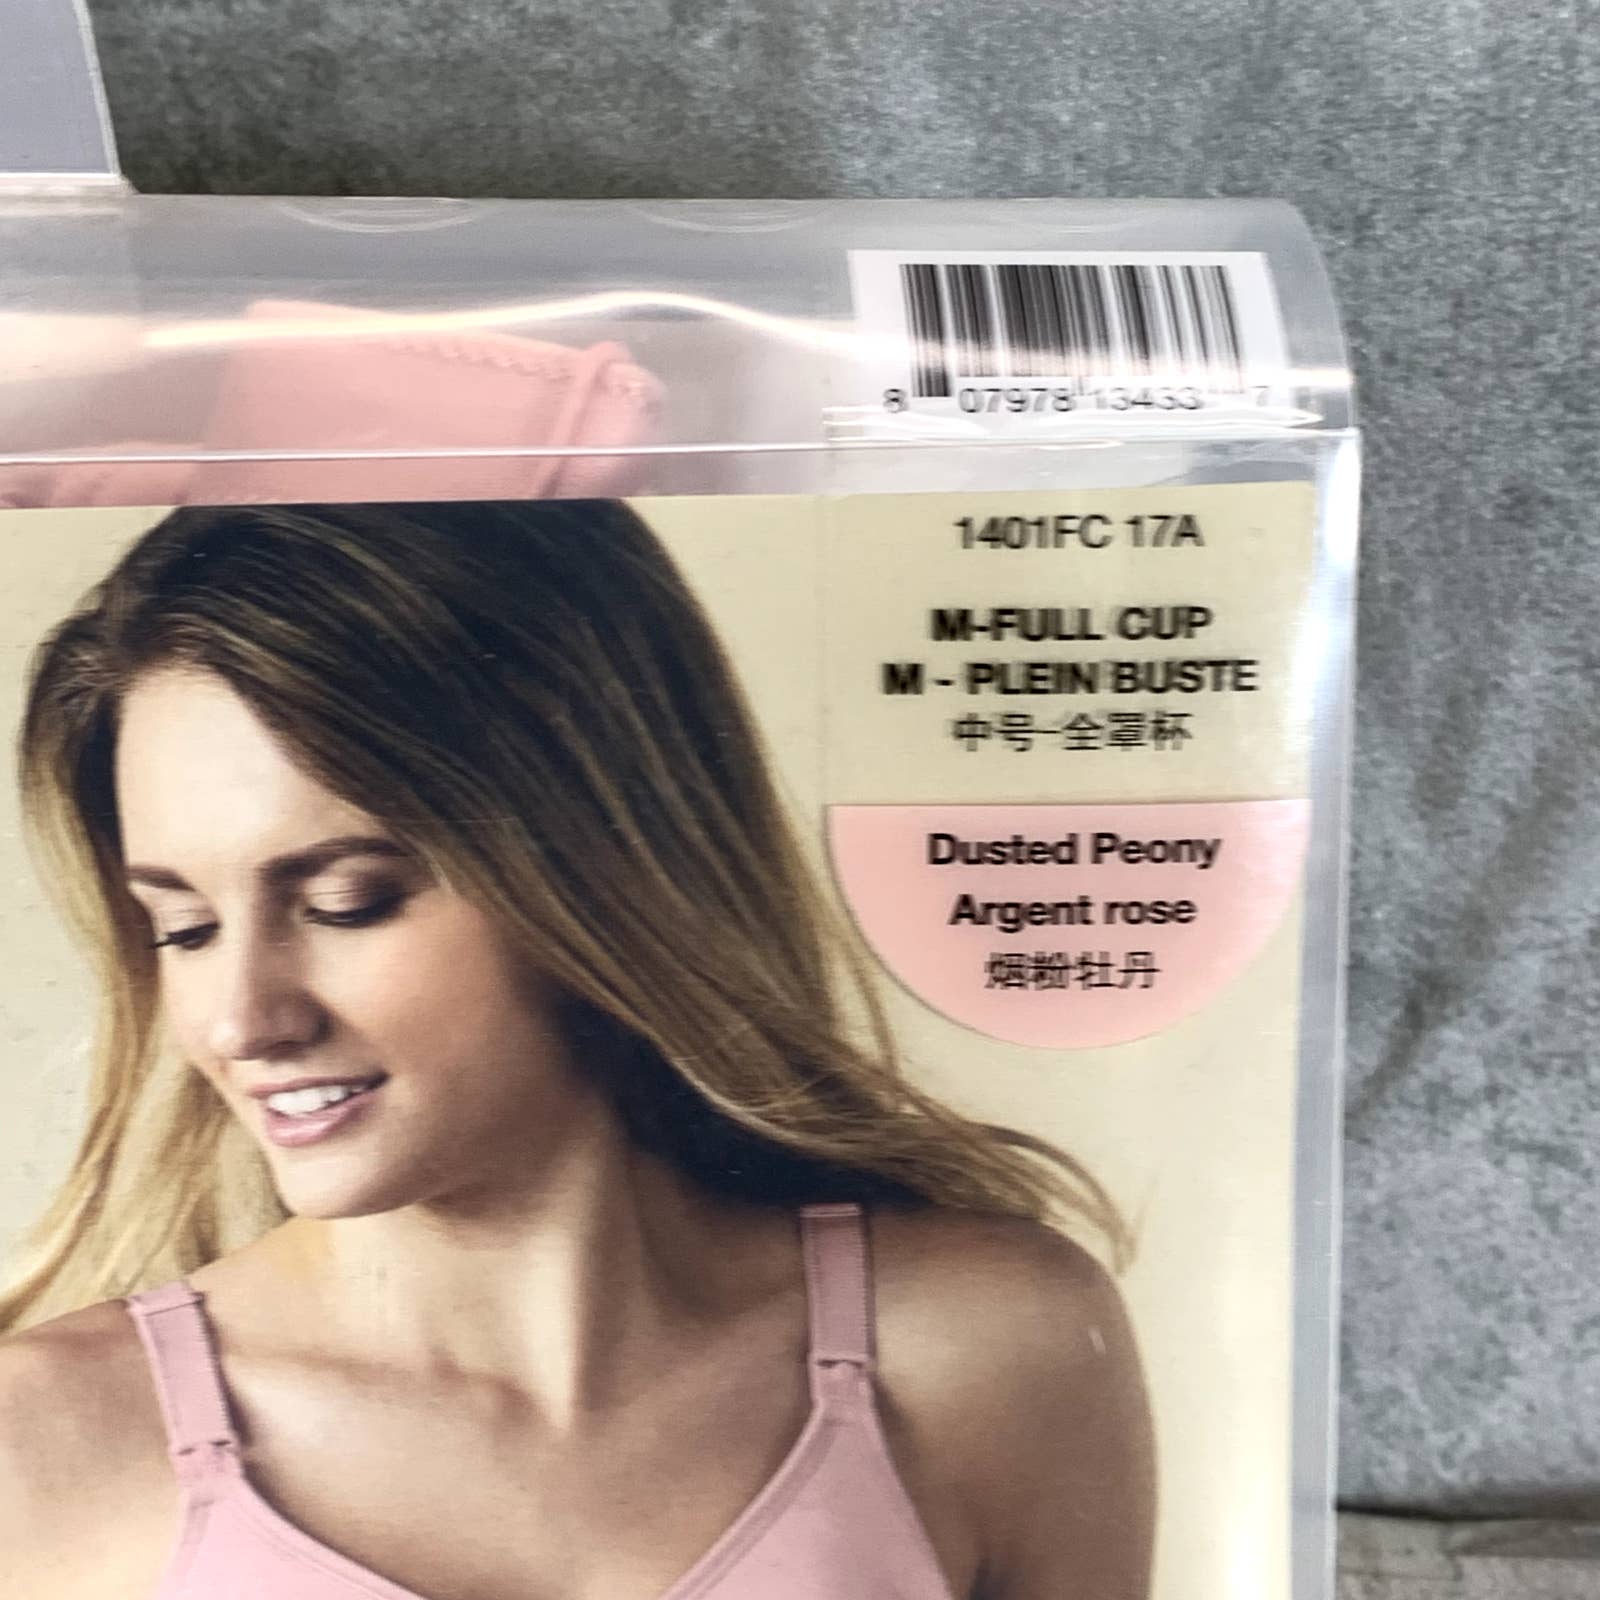 8 07978 13433 7
1401FC 17A
M-FULL CUP
M - PLEIN BUSTE
中号-全罩杯
Dusted Peony
Argent rose
烟粉牡丹